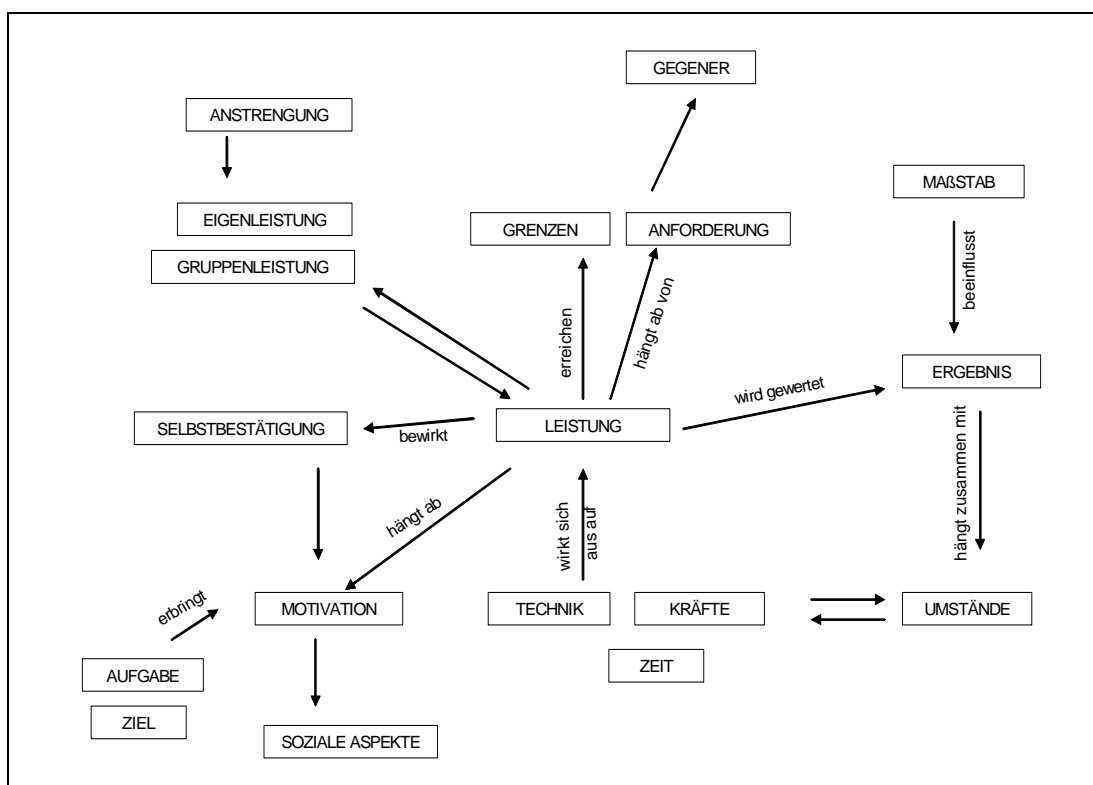 GEGENER
ANSTRENGUNG
MAßSTAB
EIGENLEISTUNG
GRENZEN
ANFORDERUNG
GRUPPENLEISTUNG
beeinflusst
erreichen
hängt ab von
ERGEBNIS
wird gewertet
SELBSTBESTÄTIGUNG
bewirkt
LEISTUNG
hängt ab
wirkt sich
aus auf
hängt zusammen mit
erbringt
MOTIVATION
TECHNIK
KRÄFTE
UMSTÄNDE
AUFGABE
ZEIT
ZIEL
SOZIALE ASPEKTE